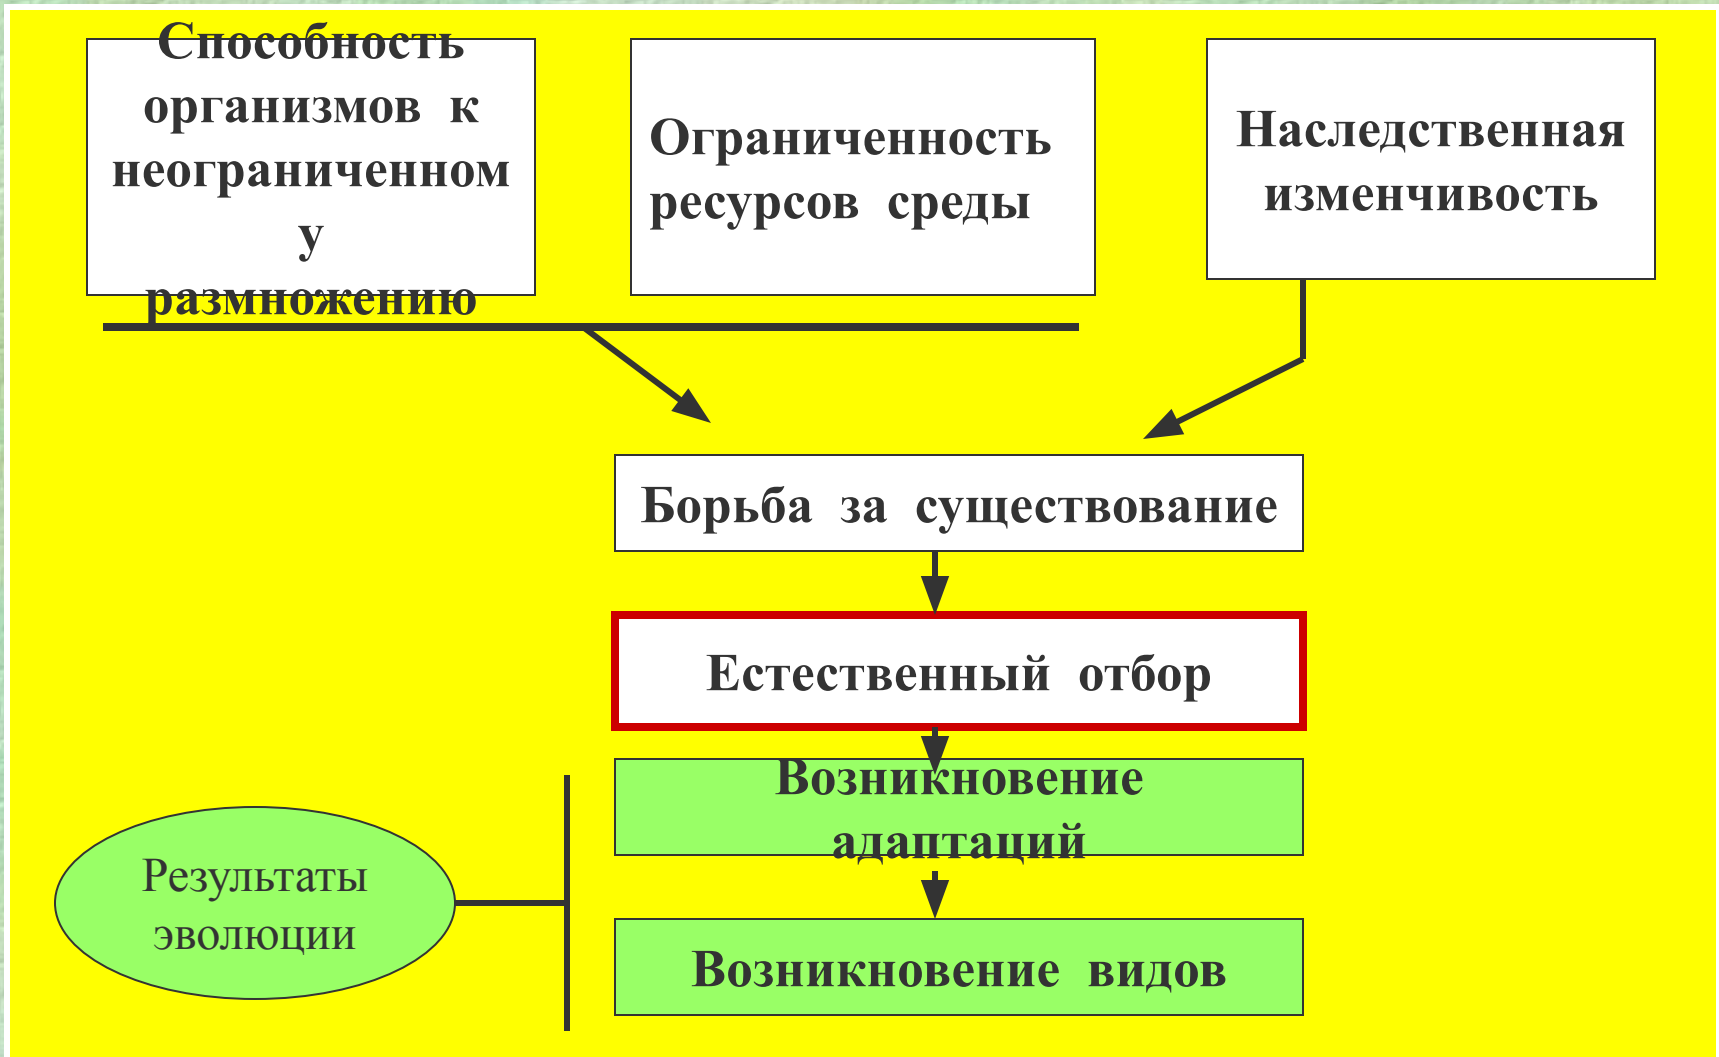 Способность
организмов к
неограниченном
у
размножению
Ограниченность
ресурсов среды
Наследственная
изменчивость
Борьба за существование
Естественный отбор
Возникновение
адаптаций
Результаты
эволюции
Возникновение видов